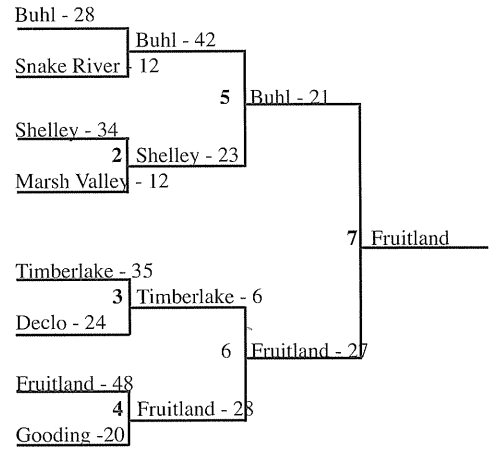 Buhl - 28
Buhl - 42
Snake River - 12
5 Buhl - 21
Shelley - 34
2 Shelley - 23
Marsh Valley - 12
7 Fruitland
Timberlake - 35
3 Timberlake - 6
Declo - 24
6 Fruitland - 27
Fruitland - 48
4 Fruitland - 28
Gooding -20